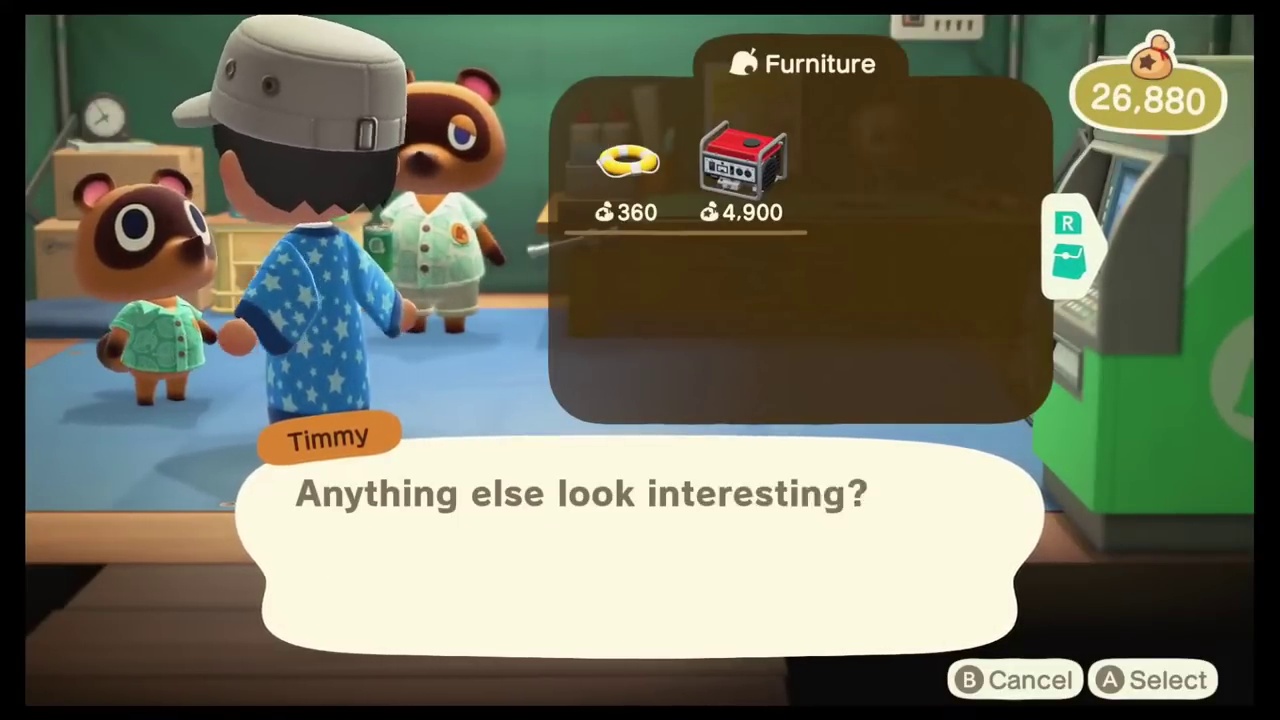 Furniture
26,880
360
4,900
R
Timmy
Anything else look interesting?
B Cancel
A Select